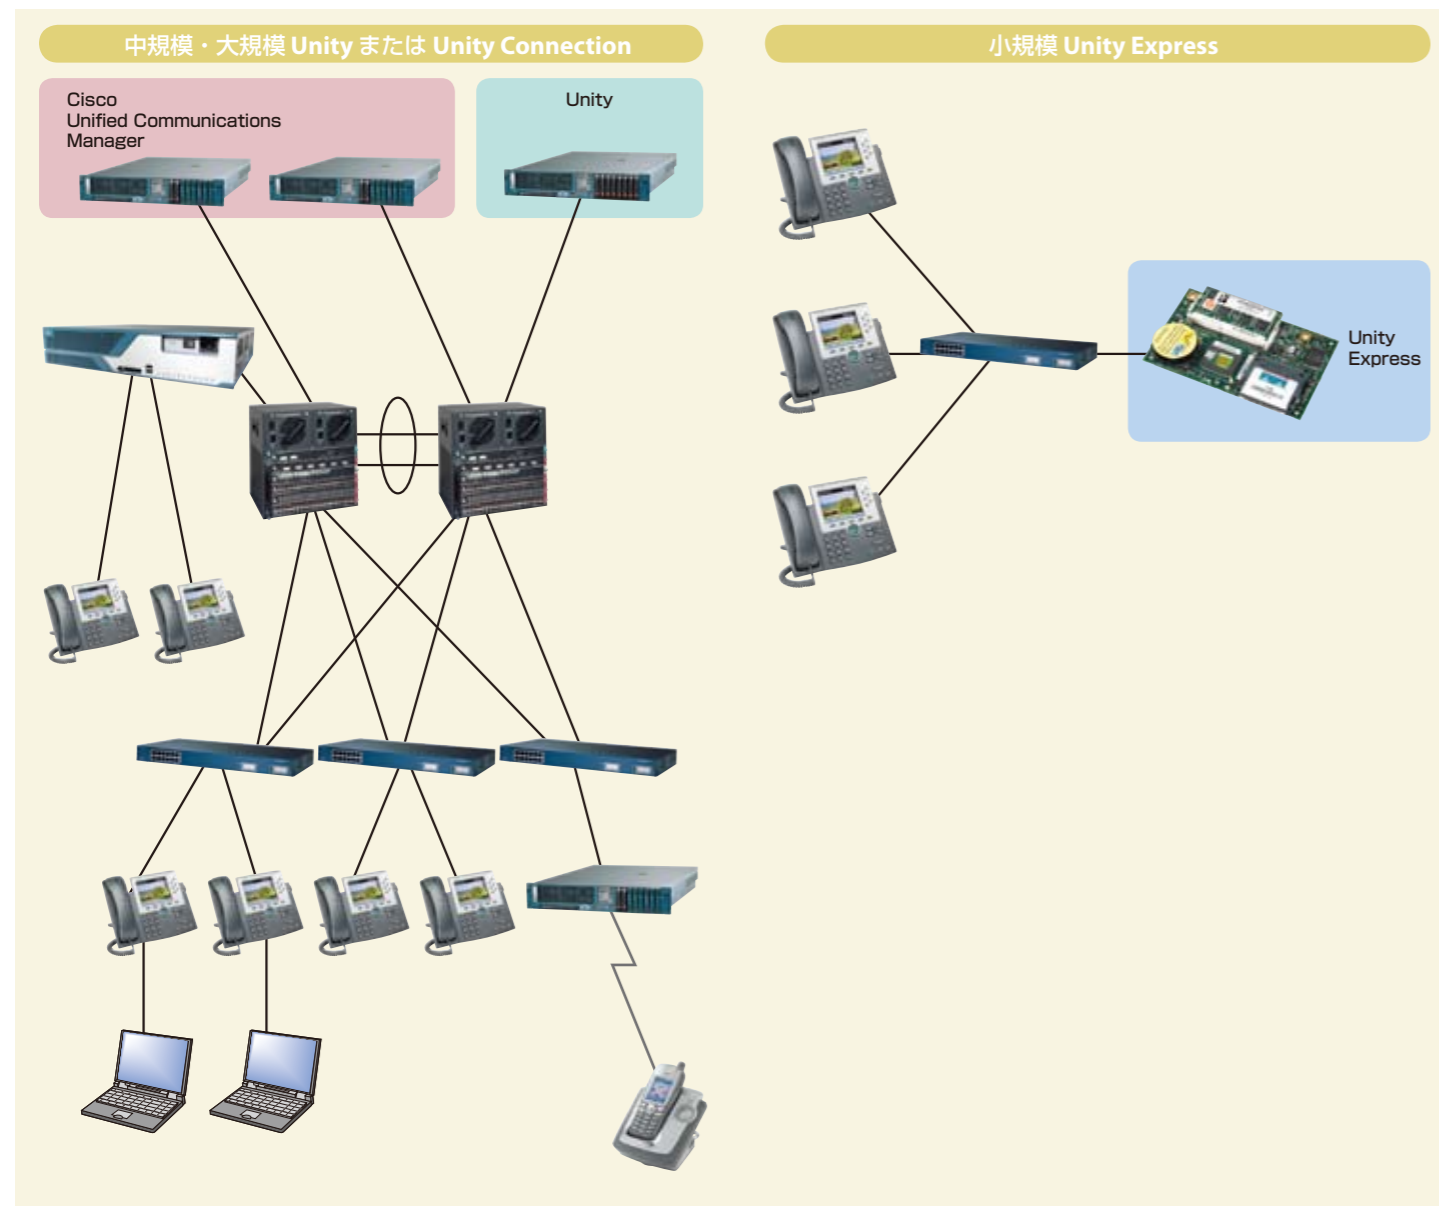 中規模・大規模 Unity または Unity Connection
Cisco
Unified Communications
Manager
Unity
小規模 Unity Express
Unity
Express